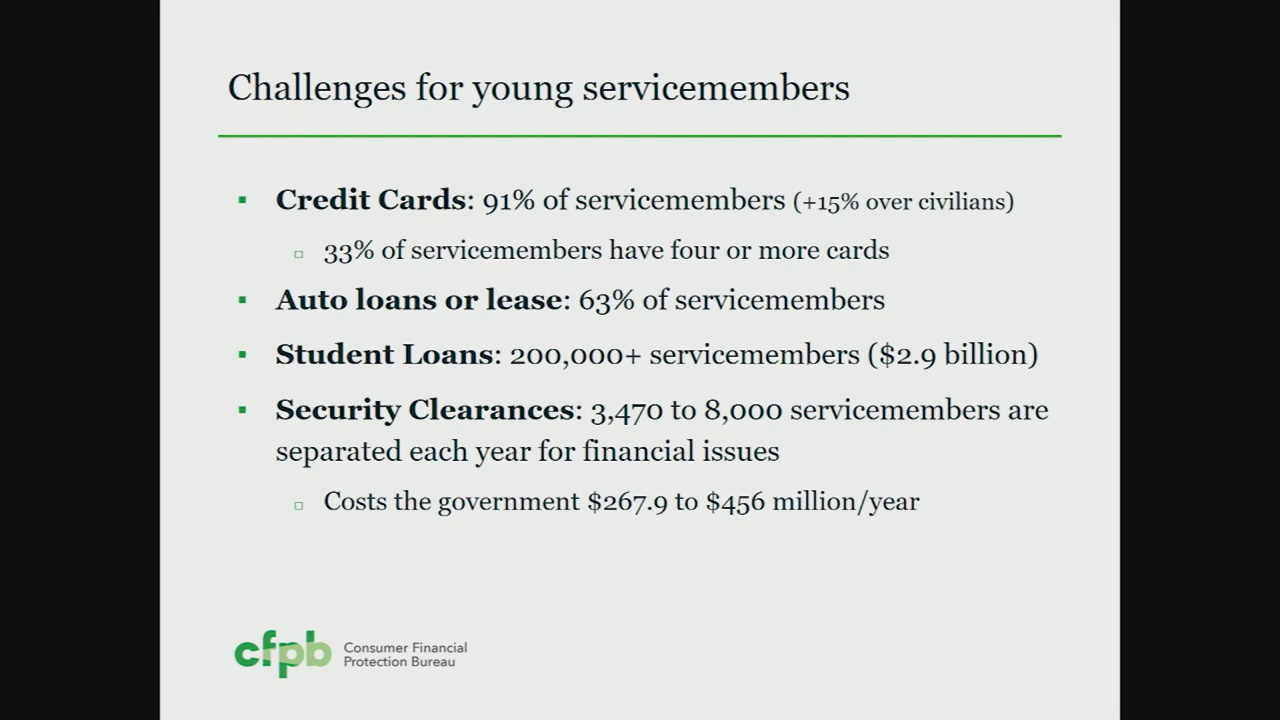 Challenges for young servicemembers
Credit Cards: 91% of servicemembers (+15% over civilians)
33% of servicemembers have four or more cards
Auto loans or lease: 63% of servicemembers
Student Loans: 200,000+ servicemembers ($2.9 billion)
Security Clearances: 3,470 to 8,000 servicemembers are
separated each year for financial issues
Costs the government $267.9 to $456 million/year
cfpb
Consumer Financial
Protection Bureau